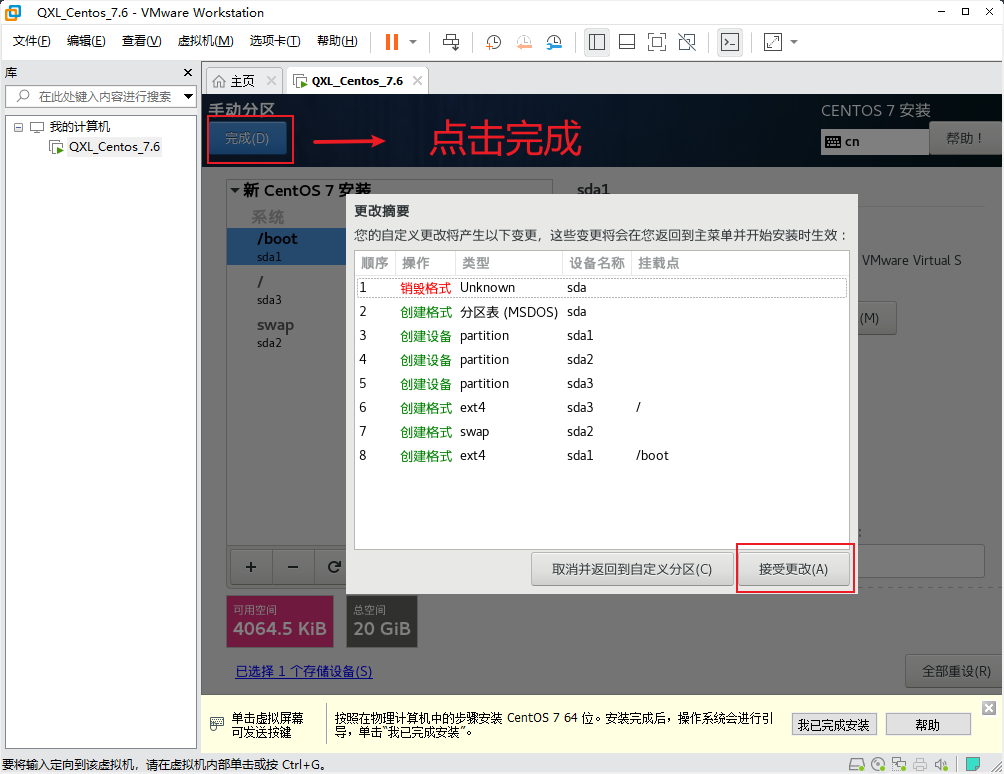 QXL_Centos_7.6 - VMware Workstation
文件(F) 编辑(E) 查看(V) 虚拟机(M) 选项卡(T) 帮助(H)
库
在此处键入内容进行搜索
我的计算机
QXL_Centos_7.6
主页 QXL_Centos_7.6
手动分区
完成(D)
点击完成
CENTOS 7 安装
cn
帮助！
新 CentOS 7 安装
系统
/boot
sda1
/
sda3
swap
sda2
sda1
VMware Virtual S
(M)
更改摘要
您的自定义更改将产生以下变更，这些变更将会在您返回到主菜单并开始安装时生效：
顺序 操作 类型 设备名称 挂载点
1 销毁格式 Unknown sda
2 创建格式 分区表 (MSDOS) sda
3 创建设备 partition sda1
4 创建设备 partition sda2
5 创建设备 partition sda3
6 创建格式 ext4 sda3 /
7 创建格式 swap sda2
8 创建格式 ext4 sda1 /boot
取消并返回到自定义分区(C) 接受更改(A)
可用空间
4064.5 KiB
总空间
20 GiB
已选择 1 个存储设备(S)
全部重设(R)
单击虚拟屏幕
可发送按键
按照在物理计算机中的步骤安装 CentOS 7 64 位。安装完成后，操作系统会进行引
导，单击“我已完成安装”。
我已完成安装 帮助
要将输入定向到该虚拟机，请在虚拟机内部单击或按 Ctrl+G。